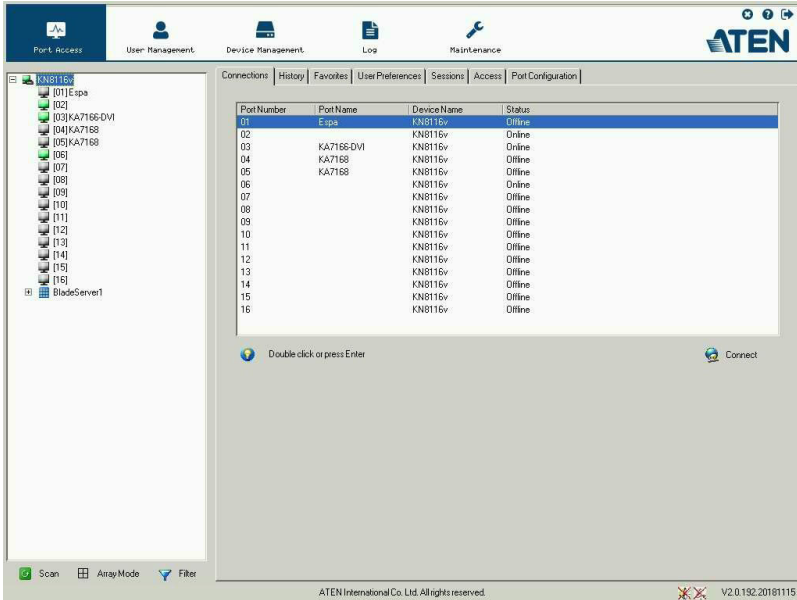 Port Access User Management Device Management Log Maintenance
ATEN
KN8116v
[01]Espa
[02]
[03]KA7166-DVI
[04]KA7168
[05]KA7168
[06]
[07]
[08]
[09]
[10]
[11]
[12]
[13]
[14]
[15]
[16]
BladeServer1
Scan Array Mode Filter
Connections History Favorites User Preferences Sessions Access Port Configuration
Port Number Port Name Device Name Status
01 Espa KN8116v Offline
02 KN8116v Online
03 KA7166-DVI KN8116v Online
04 KA7168 KN8116v Offline
05 KA7168 KN8116v Offline
06 KN8116v Online
07 KN8116v Offline
08 KN8116v Offline
09 KN8116v Offline
10 KN8116v Offline
11 KN8116v Offline
12 KN8116v Offline
13 KN8116v Offline
14 KN8116v Offline
15 KN8116v Offline
16 KN8116v Offline
Double click or press Enter
Connect
ATEN International Co. Ltd. All rights reserved.
V2.0.192.20181115